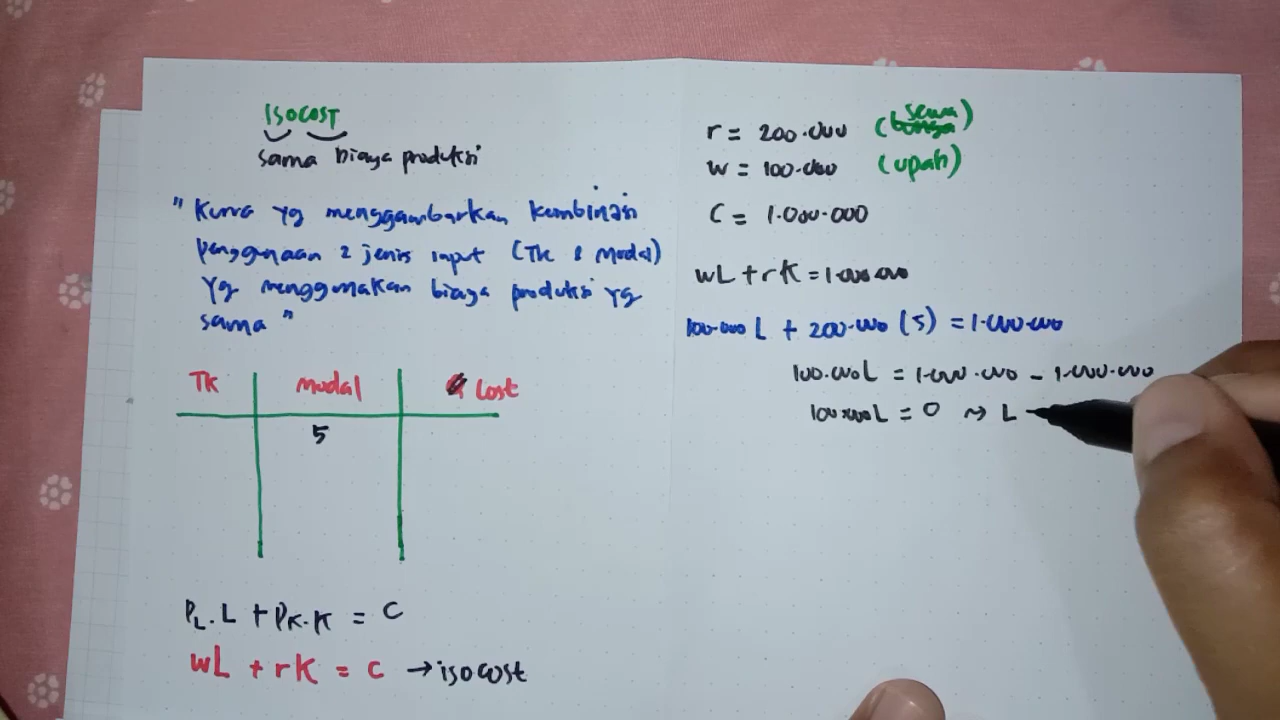 ISOCOST
sama biaya produksi
"Kurva yg menggambarkan kombinasi
penggunaan 2 jenis input (Tk & Modal)
yg menggunakan biaya produksi yg
sama"
Tk modal Cost
5
PL.L + PK.K = C
wL + rK = C → isocost
r = 200.000 (sewa)
w = 100.000 (upah)
C = 1.000.000
wL + rK = 1.000.000
100.000 L + 200.000 (5) = 1.000.000
100.000L = 1.000.000 - 1.000.000
100.000L = 0 ~> L